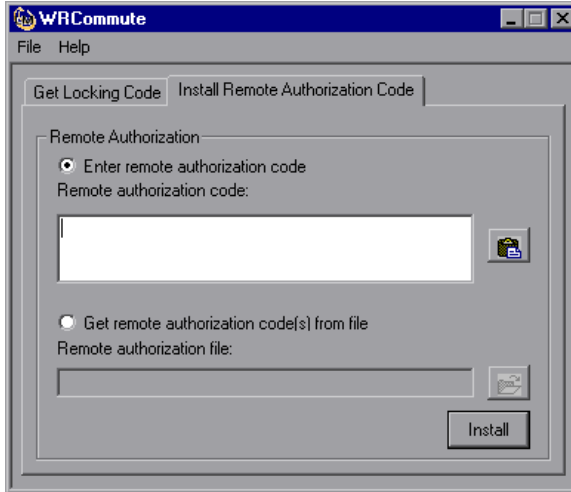 WRCommute
File Help
Get Locking Code Install Remote Authorization Code
Remote Authorization
Enter remote authorization code
Remote authorization code:
Get remote authorization code(s) from file
Remote authorization file:
Install